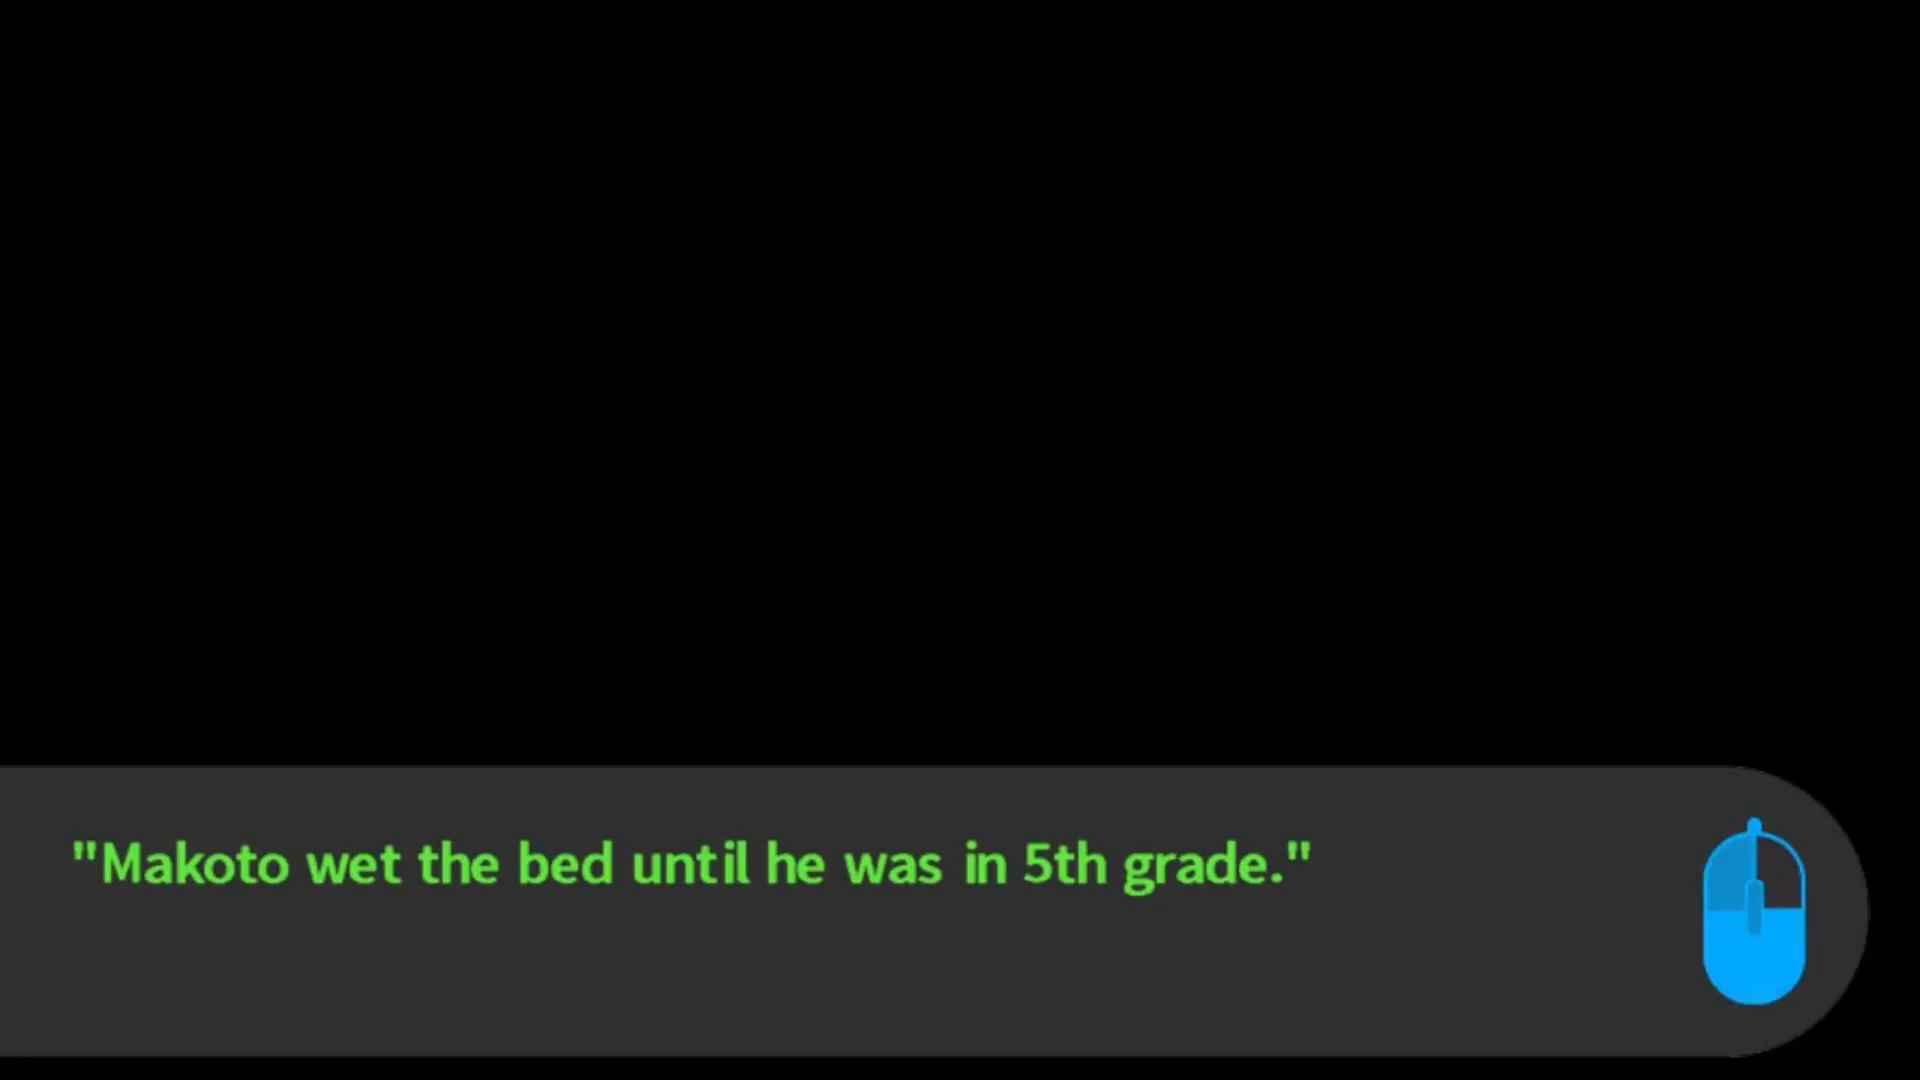 "Makoto wet the bed until he was in 5th grade."